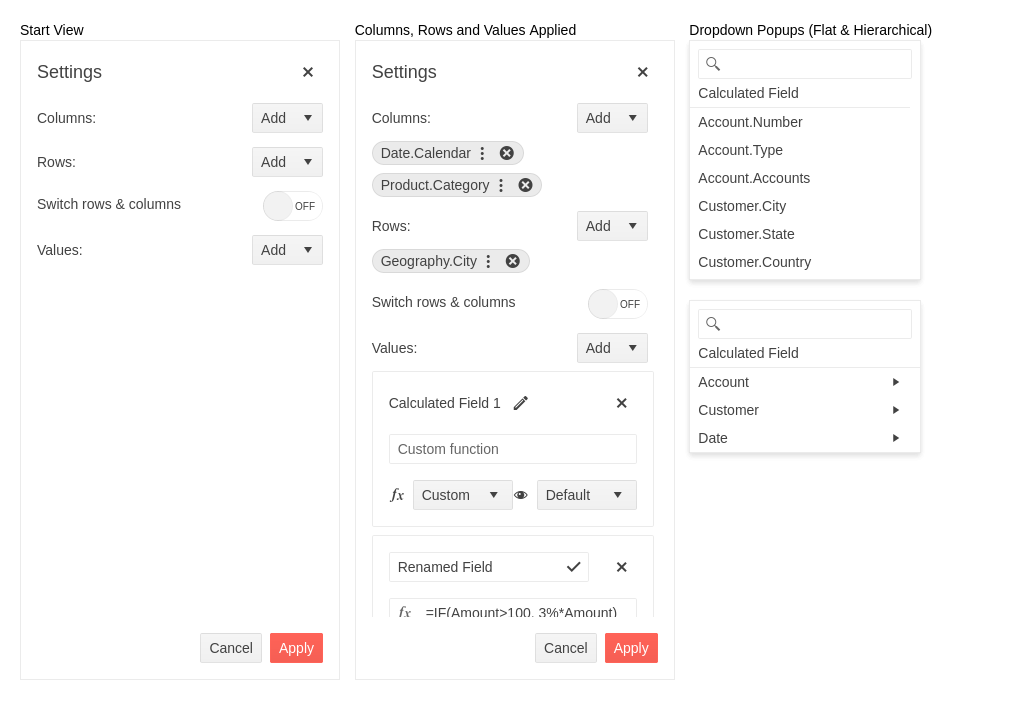 Start View
Settings
Columns:
Add
Rows:
Add
Switch rows & columns
OFF
Values:
Add
Cancel
Apply
Columns, Rows and Values Applied
Settings
Columns:
Add
Date.Calendar
Product.Category
Rows:
Add
Geography.City
Switch rows & columns
OFF
Values:
Add
Calculated Field 1
Custom function
fx
Custom
Default
Renamed Field
fx
=IF(Amount>100, 3%*Amount)
Cancel
Apply
Dropdown Popups (Flat & Hierarchical)
Calculated Field
Account.Number
Account.Type
Account.Accounts
Customer.City
Customer.State
Customer.Country
Calculated Field
Account
Customer
Date